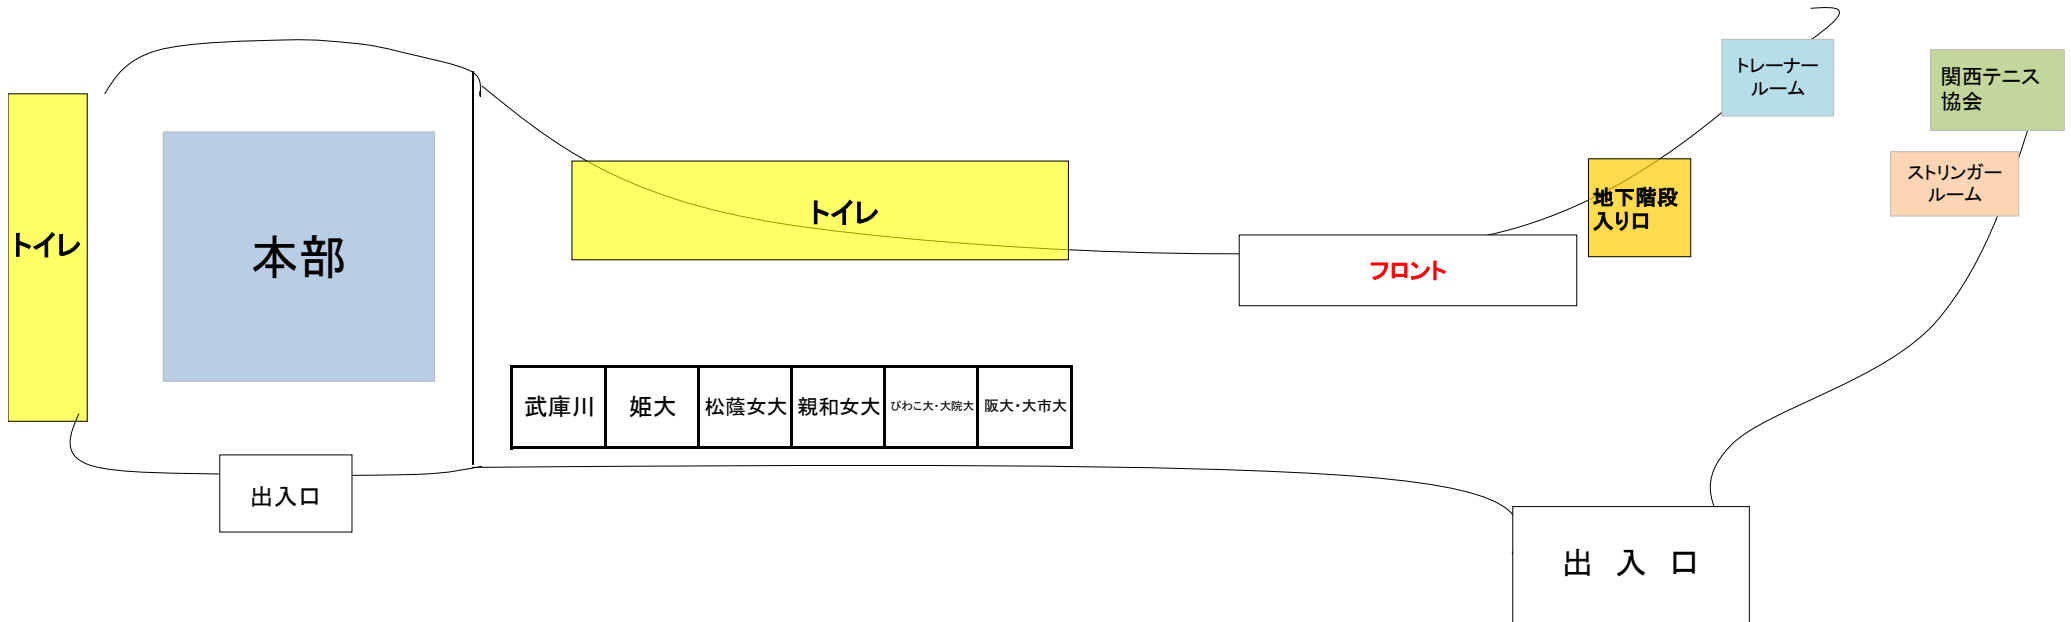 トレーナー
ルーム
関西テニス
協会
ストリンガー
ルーム
地下階段
入り口
トイレ
トイレ
本部
フロント
武庫川 姫大 松蔭女大 親和女大 びわこ大・大院大 阪大・大市大
出入口
出 入 口